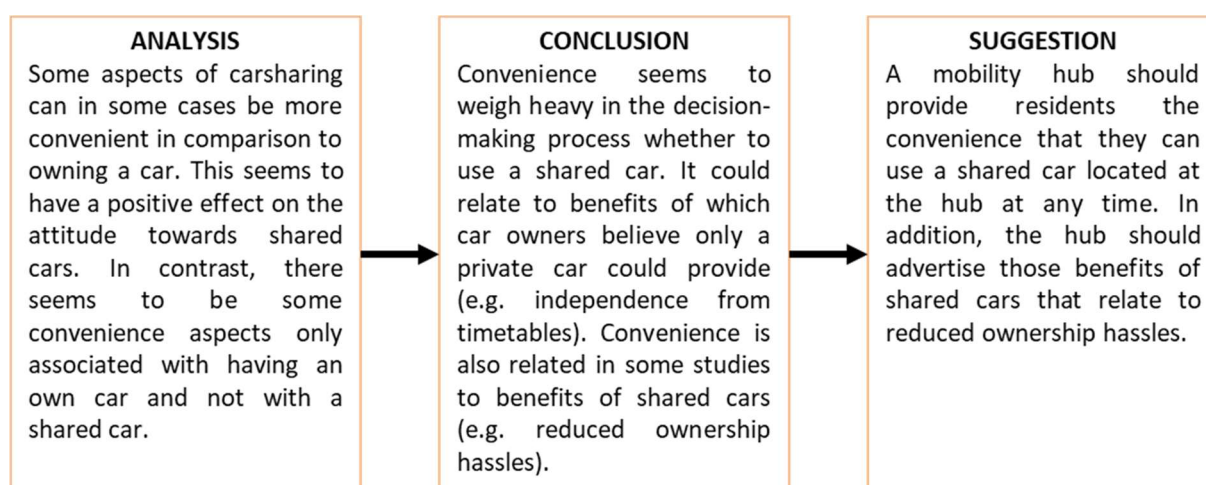 ANALYSIS
Some aspects of carsharing
can in some cases be more
convenient in comparison to
owning a car. This seems to
have a positive effect on the
attitude towards shared
cars. In contrast, there
seems to be some
convenience aspects only
associated with having an
own car and not with a
shared car.
CONCLUSION
Convenience seems to
weigh heavy in the decision-
making process whether to
use a shared car. It could
relate to benefits of which
car owners believe only a
private car could provide
(e.g. independence from
timetables). Convenience is
also related in some studies
to benefits of shared cars
(e.g. reduced ownership
hassles).
SUGGESTION
A mobility hub should
provide residents the
convenience that they can
use a shared car located at
the hub at any time. In
addition, the hub should
advertise those benefits of
shared cars that relate to
reduced ownership hassles.